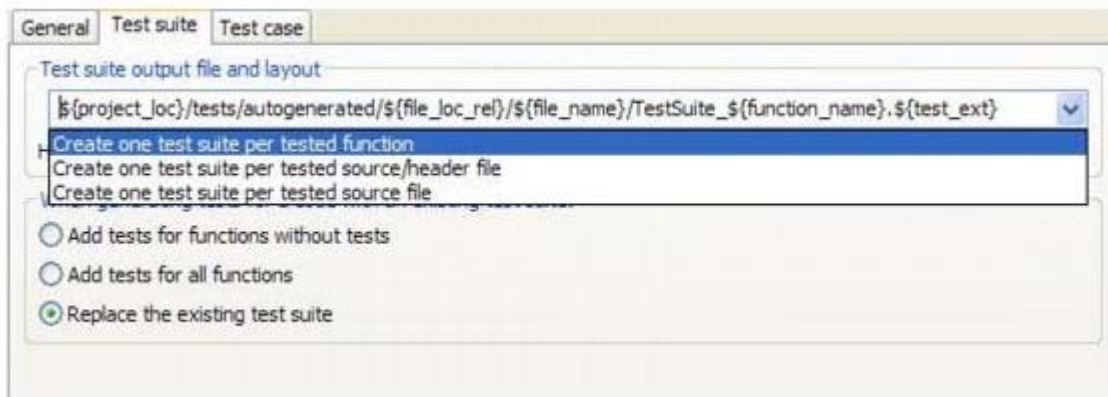 General Test suite Test case
Test suite output file and layout
${project_loc}/tests/autogenerated/${file_loc_rel}/${file_name}/TestSuite_${function_name}.${test_ext}
Create one test suite per tested function
Create one test suite per tested source/header file
Create one test suite per tested source file
Add tests for functions without tests
Add tests for all functions
Replace the existing test suite